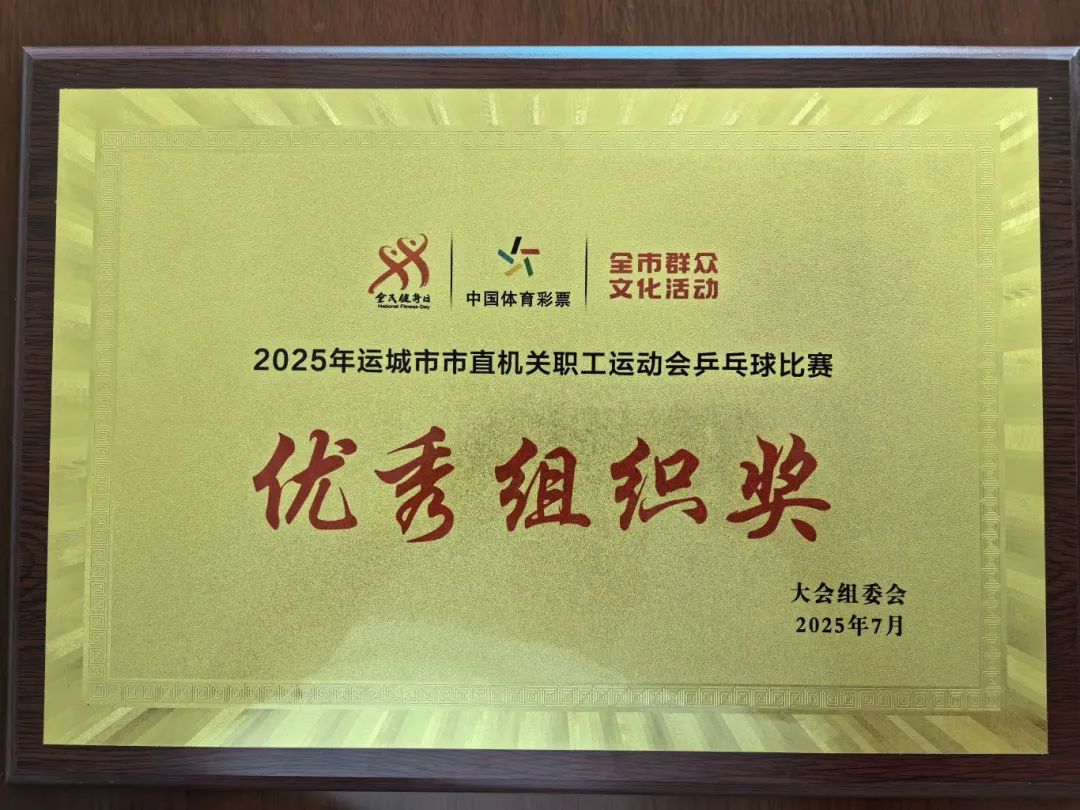 全民健身日
National Fitness Day
中国体育彩票
全市群众
文化活动
2025年运城市市直机关职工运动会乒乓球比赛
优秀组织奖
大会组委会
2025年7月